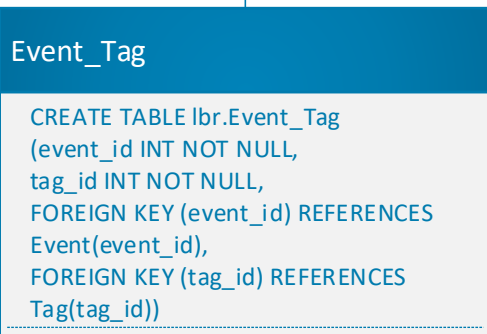 Event_Tag
CREATE TABLE lbr.Event_Tag
(event_id INT NOT NULL,
tag_id INT NOT NULL,
FOREIGN KEY (event_id) REFERENCES
Event(event_id),
FOREIGN KEY (tag_id) REFERENCES
Tag(tag_id))